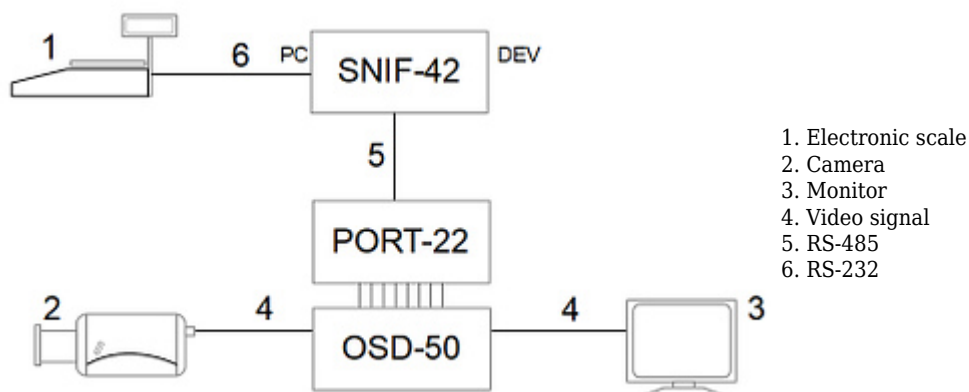 1
6
PC
SNIF-42
DEV
5
PORT-22
2
4
OSD-50
4
3
1. Electronic scale
2. Camera
3. Monitor
4. Video signal
5. RS-485
6. RS-232